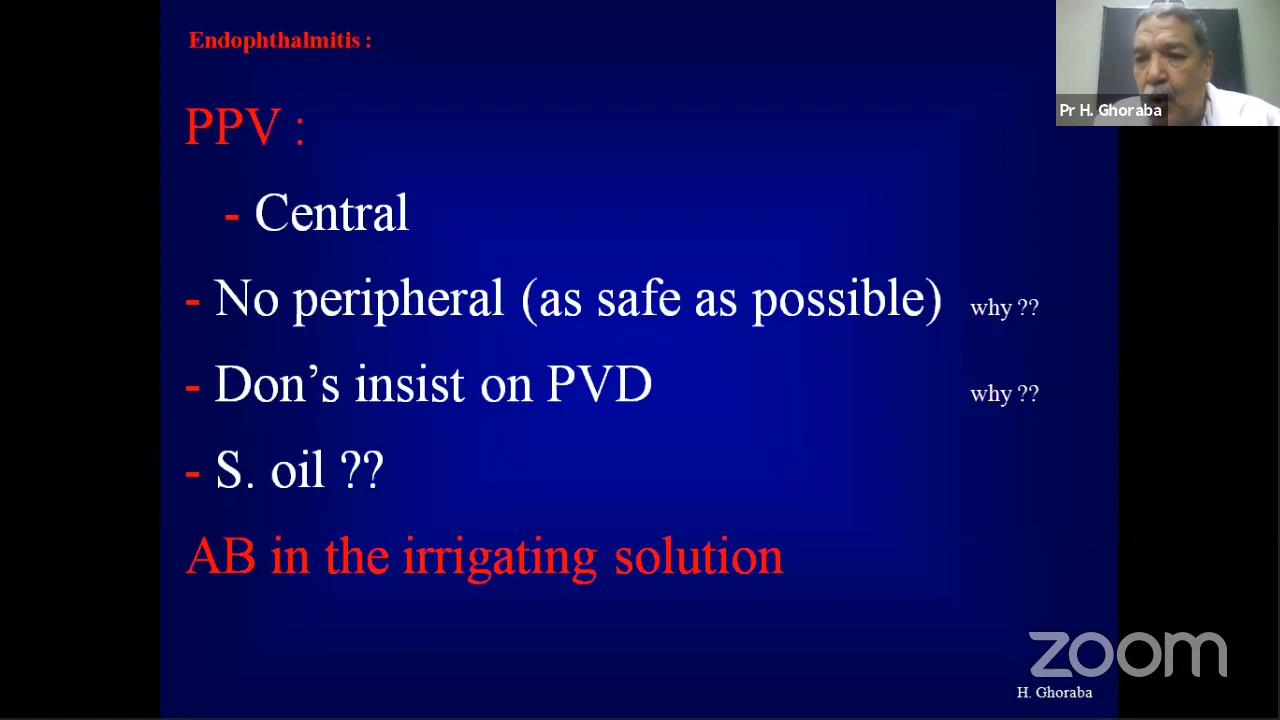 Endophthalmitis :
PPV :
- Central
- No peripheral (as safe as possible) why ??
- Don's insist on PVD why ??
- S. oil ??
AB in the irrigating solution
Pr H. Ghoraba
zoom
H. Ghoraba